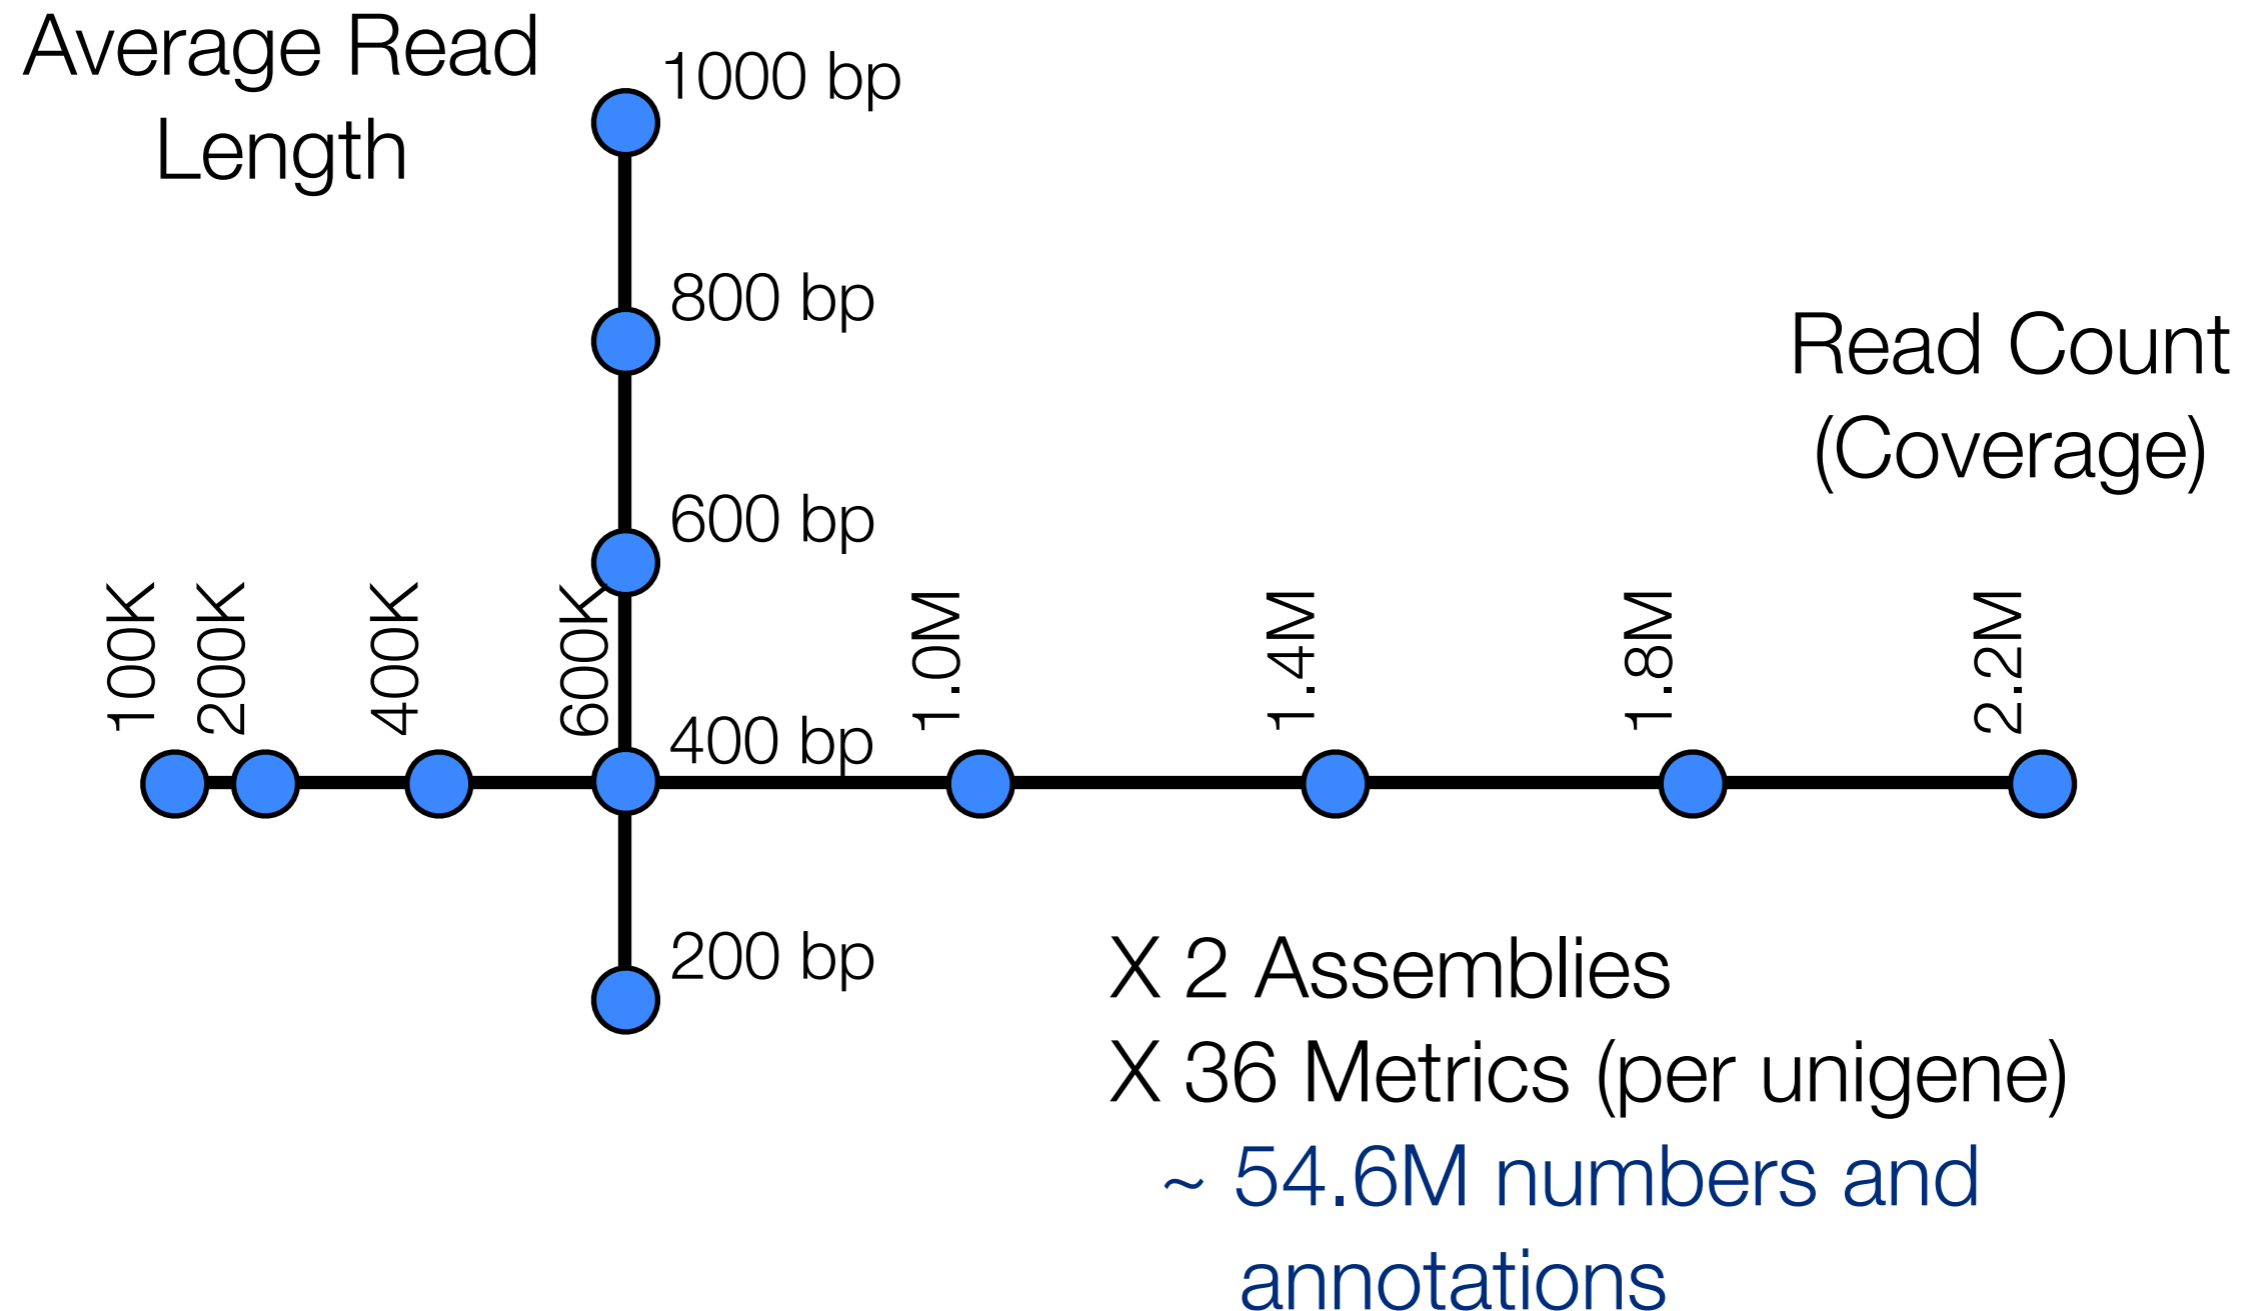 Average Read
Length
1000 bp
800 bp
Read Count
(Coverage)
600 bp
100K
200K
400K
600K
1.0M
1.4M
1.8M
2.2M
400 bp
200 bp
X 2 Assemblies
X 36 Metrics (per unigene)
~ 54.6M numbers and
annotations